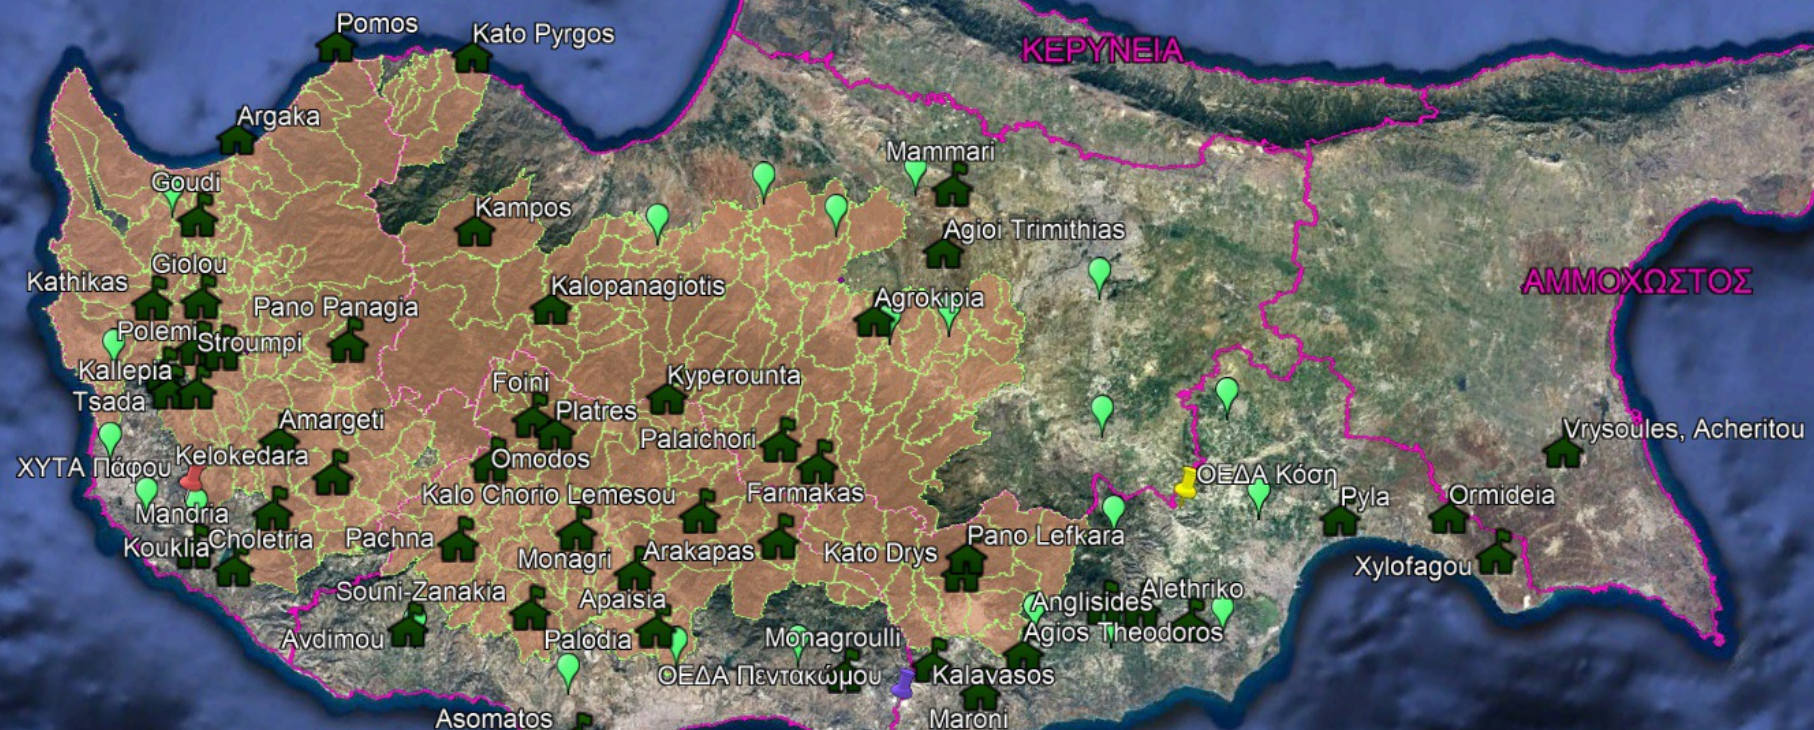 Pomos
Kato Pyrgos
ΚΕΡΥΝΕΙΑ
Argaka
Mammari
Goudi
Kampos
Agioi Trimithias
Giolou
Kathikas
Kalopanagiotis
ΑΜΜΟΧΩΣΤΟΣ
Pano Panagia
Agrokipia
Polemi
Stroumpi
Kallepia
Foini
Kyperounta
Tsada
Platres
Amargeti
Palaichori
Vrysoules, Acheritou
ΧΥΤΑ Πάφου
Kelokedara
Omodos
ΟΕΔΑ Κόση
Kalo Chorio Lemesou
Farmakas
Pyla
Ormideia
Mandria
Kouklia
Choletria
Pachna
Monagri
Arakapas
Kato Drys
Pano Lefkara
Xylofagou
Souni-Zanakia
Apaisia
Anglisides
Alethriko
Avdimou
Palodia
Monagroulli
Agios Theodoros
ΟΕΔΑ Πεντακώμου
Kalavasos
Asomatos
Maroni